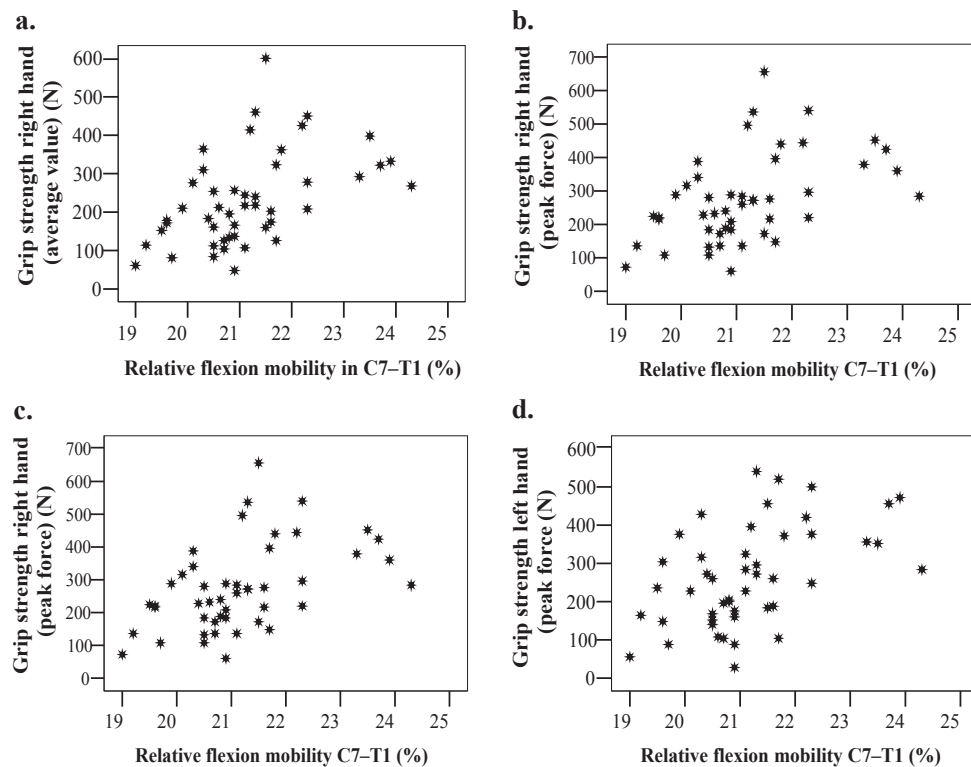 a.
Grip strength right hand
(average value) (N)
600
500
400
300
200
100
0
19 20 21 22 23 24 25
Relative flexion mobility in C7–T1 (%)
b.
Grip strength right hand
(peak force) (N)
700
600
500
400
300
200
100
0
19 20 21 22 23 24 25
Relative flexion mobility C7–T1 (%)
c.
Grip strength right hand
(peak force) (N)
700
600
500
400
300
200
100
0
19 20 21 22 23 24 25
Relative flexion mobility C7–T1 (%)
d.
Grip strength left hand
(peak force (N)
600
500
400
300
200
100
0
19 20 21 22 23 24 25
Relative flexion mobility C7–T1 (%)